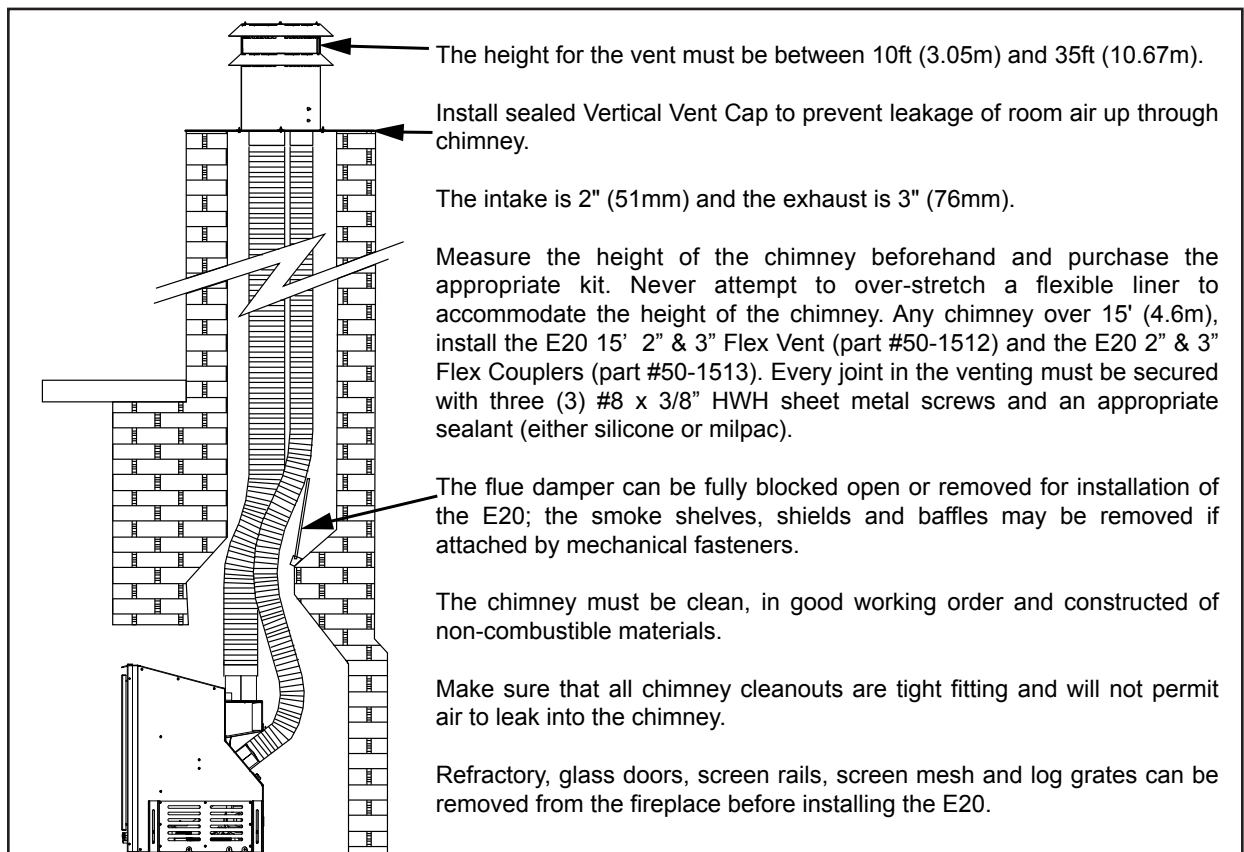 The height for the vent must be between 10ft (3.05m) and 35ft (10.67m).
Install sealed Vertical Vent Cap to prevent leakage of room air up through
chimney.
The intake is 2" (51mm) and the exhaust is 3" (76mm).
Measure the height of the chimney beforehand and purchase the
appropriate kit. Never attempt to over-stretch a flexible liner to
accommodate the height of the chimney. Any chimney over 15' (4.6m),
install the E20 15’ 2” & 3” Flex Vent (part #50-1512) and the E20 2” & 3”
Flex Couplers (part #50-1513). Every joint in the venting must be secured
with three (3) #8 x 3/8” HWH sheet metal screws and an appropriate
sealant (either silicone or milpac).
The flue damper can be fully blocked open or removed for installation of
the E20; the smoke shelves, shields and baffles may be removed if
attached by mechanical fasteners.
The chimney must be clean, in good working order and constructed of
non-combustible materials.
Make sure that all chimney cleanouts are tight fitting and will not permit
air to leak into the chimney.
Refractory, glass doors, screen rails, screen mesh and log grates can be
removed from the fireplace before installing the E20.